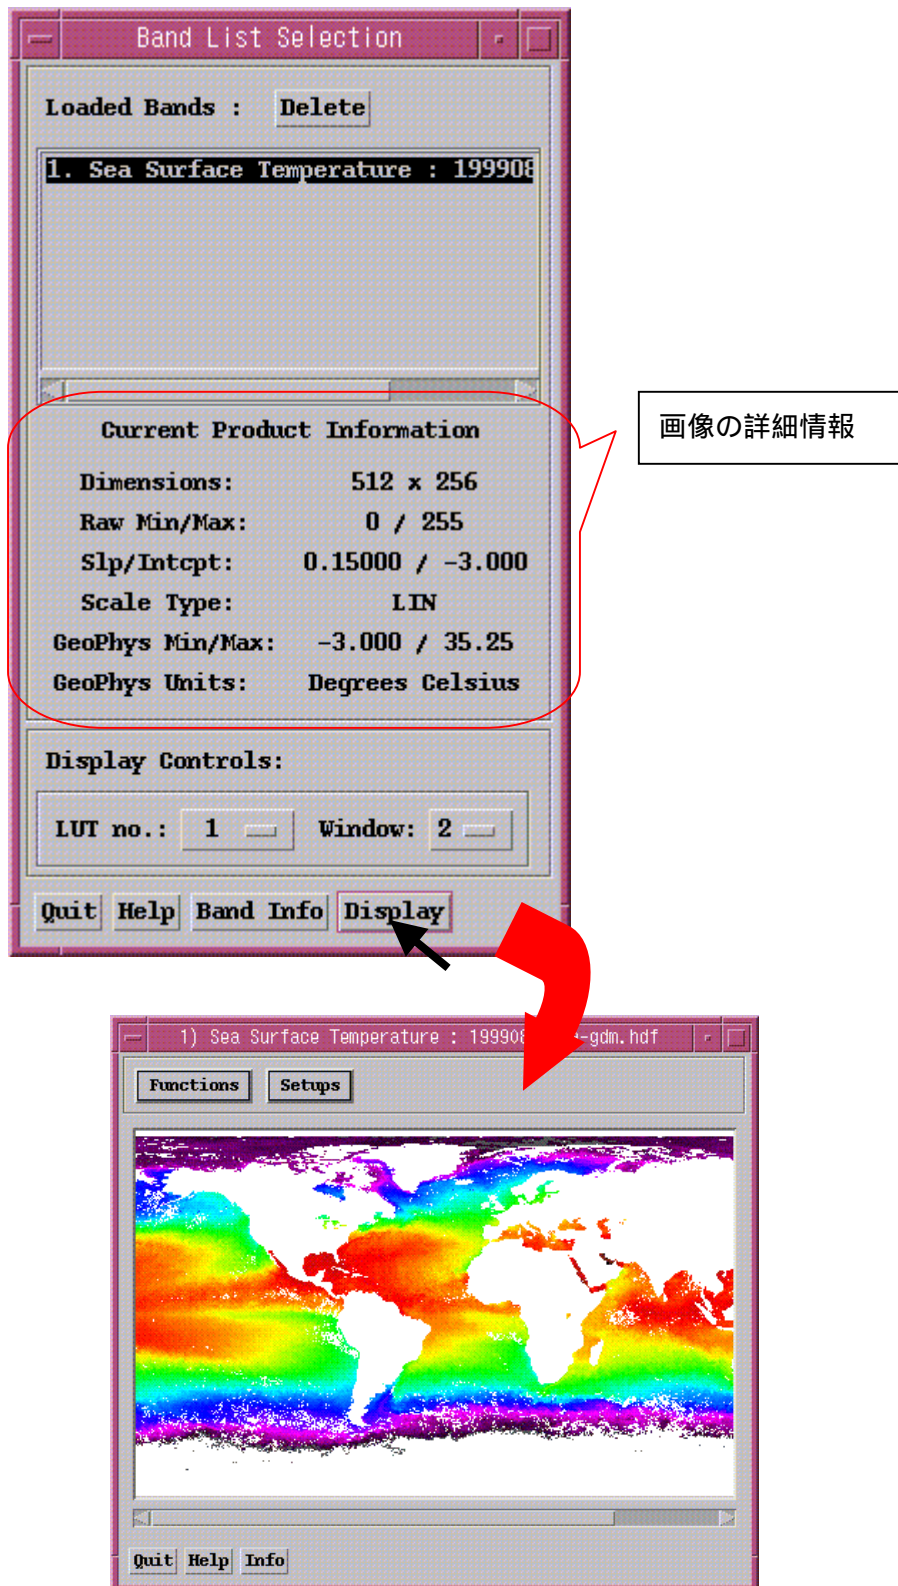 Band List Selection
Loaded Bands : Delete
1. Sea Surface Temperature : 199908
Current Product Information
Dimensions: 512 x 256
Raw Min/Max: 0 / 255
Slp/Intcpt: 0.15000 / -3.000
Scale Type: LIN
GeoPhys Min/Max: -3.000 / 35.25
GeoPhys Units: Degrees Celsius
画像の詳細情報
Display Controls:
LUT no.: 1 Window: 2
Quit Help Band Info Display
1) Sea Surface Temperature : 19990 -gdm.hdf
Functions Setups
Quit Help Info